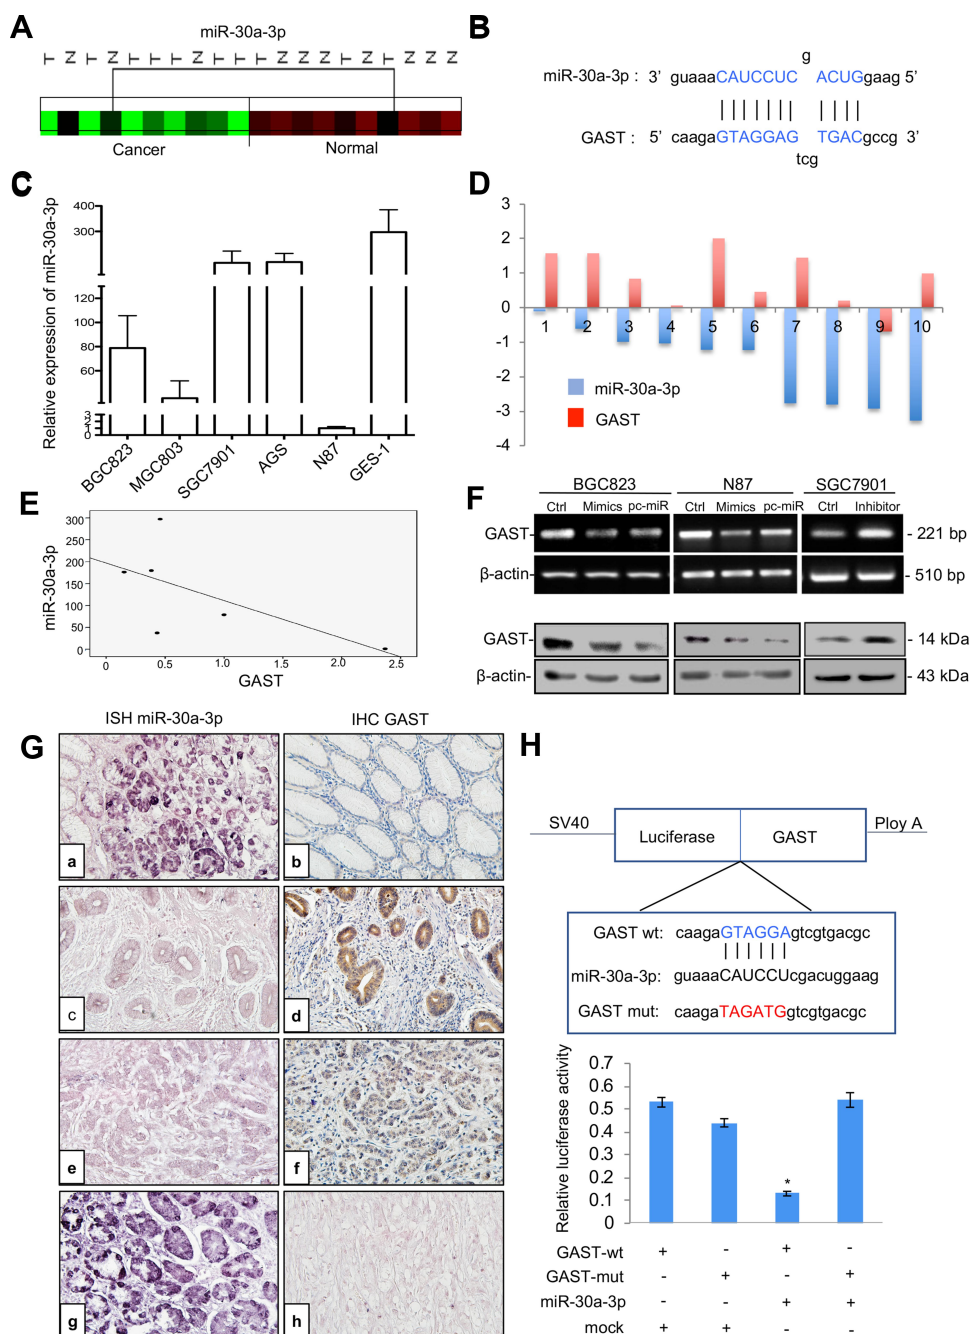 A
miR-30a-3p
T N T N T T T N T T N N N N T N N N N
Cancer Normal
B
g
miR-30a-3p : 3’ guaaaCAUCCUC ACUGgaag 5’
GAST : 5’ caagaGTAGGAG TGACgccg 3’
tcg
C
Relative expression of miR-30a-3p
400
300
120
80
60
3
2
1
0
BGC823 MGC803 SGC7901 AGS N87 GES-1
D
3
2
1
0
-1
-2
-3
-4
1 2 3 4 5 6 7 8 9 10
miR-30a-3p
GAST
E
miR-30a-3p
300
250
200
150
100
50
0
0 0.5 1.0 1.5 2.0 2.5
GAST
F
BGC823 N87 SGC7901
Ctrl Mimics pc-miR Ctrl Mimics pc-miR Ctrl Inhibitor
GAST- - 221 bp
β-actin- - 510 bp
GAST- - 14 kDa
β-actin- - 43 kDa
G
ISH miR-30a-3p IHC GAST
a b
c d
e f
g h
H
SV40 Luciferase GAST Ploy A
GAST wt: caagaGTAGGAgtcgtgacgc
miR-30a-3p: guaaaCAUCCUcgacuggaag
GAST mut: caagaTAGATGgtcgtgacgc
Relative luciferase activity
0.7
0.6
0.5
0.4
0.3
0.2
0.1
0
*
GAST-wt + - + -
GAST-mut - + - +
miR-30a-3p - - + +
mock + + - -